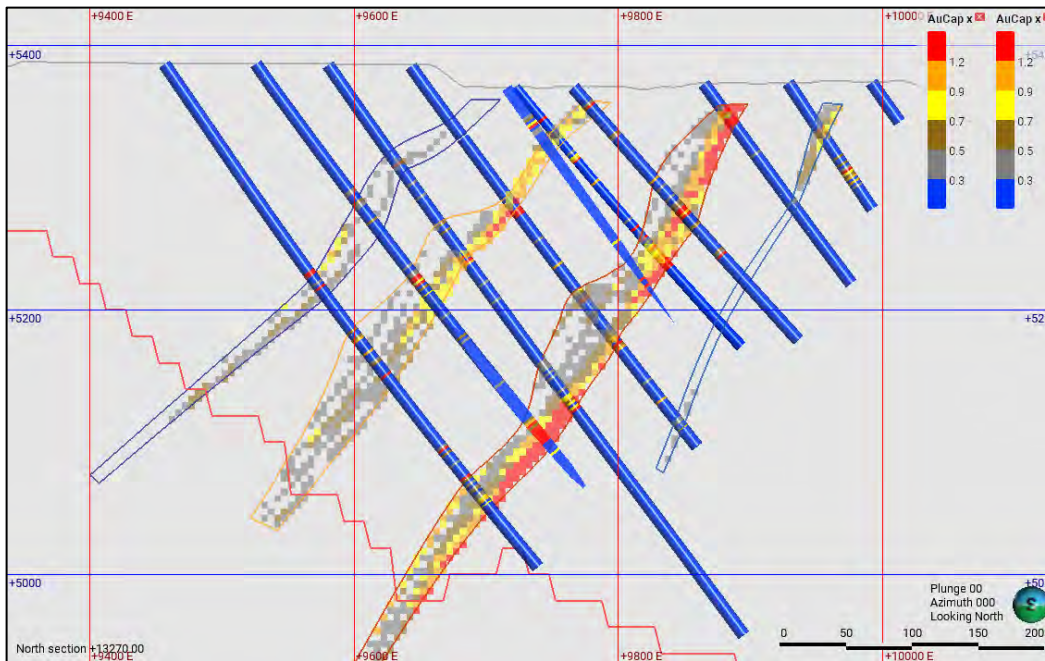 +9400 E
+9600 E
+9800 E
+10000 E
AuCap x
AuCap x
+5400
+54
1.2
1.2
0.9
0.9
0.7
0.7
0.5
0.5
0.3
0.3
+5200
+52
+5000
+50
Plunge 00
Azimuth 000
Looking North
0 50 100 150 200
North section +13270.00
+9400 E
+9600 E
+9800 E
+10000 E